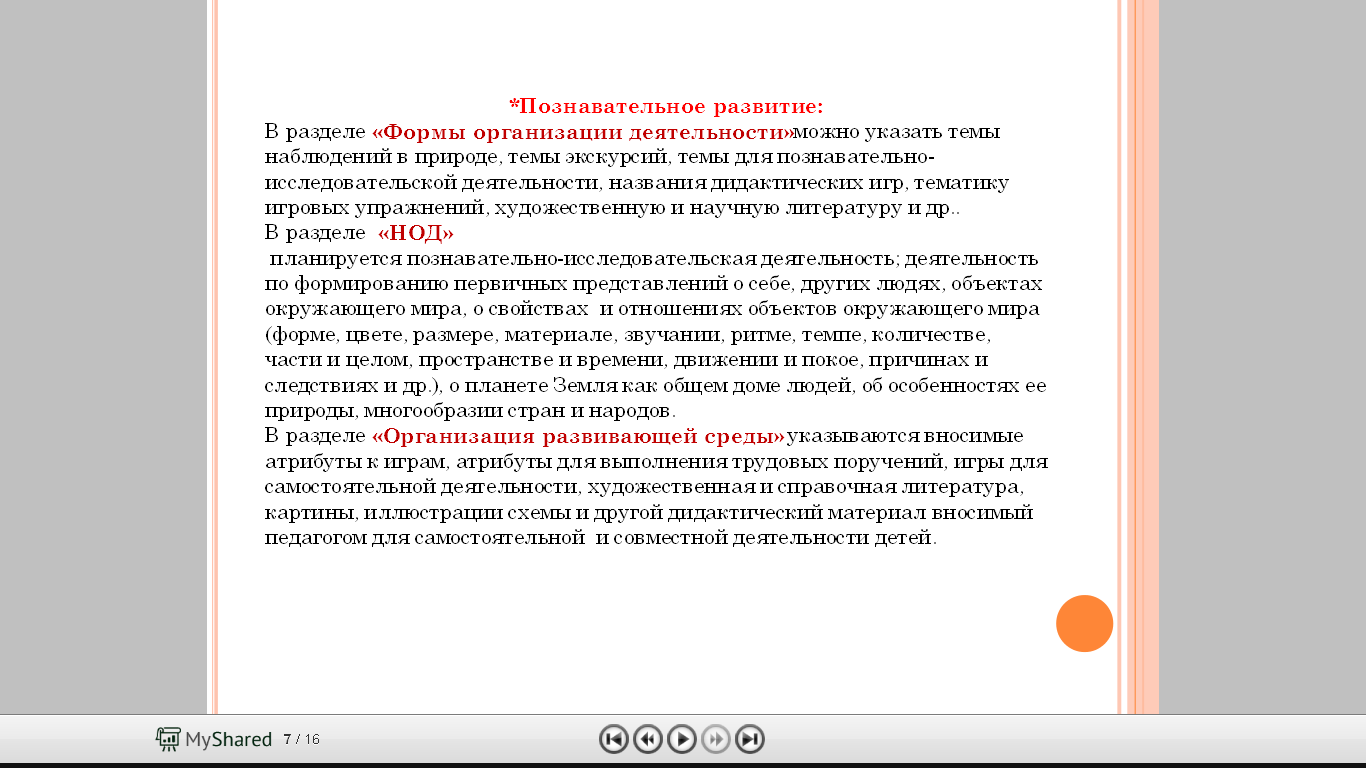 *Познавательное развитие:
В разделе «Формы организации деятельности»можно указать темы
наблюдений в природе, темы экскурсий, темы для познавательно-
исследовательской деятельности, названия дидактических игр, тематику
игровых упражнений, художественную и научную литературу и др..
В разделе «НОД»
планируется познавательно-исследовательская деятельность; деятельность
по формированию первичных представлений о себе, других людях, объектах
окружающего мира, о свойствах и отношениях объектов окружающего мира
(форме, цвете, размере, материале, звучании, ритме, темпе, количестве,
части и целом, пространстве и времени, движении и покое, причинах и
следствиях и др.), о планете Земля как общем доме людей, об особенностях ее
природы, многообразии стран и народов.
В разделе «Организация развивающей среды»указываются вносимые
атрибуты к играм, атрибуты для выполнения трудовых поручений, игры для
самостоятельной деятельности, художественная и справочная литература,
картины, иллюстрации схемы и другой дидактический материал вносимый
педагогом для самостоятельной и совместной деятельности детей.
MyShared 7 / 16